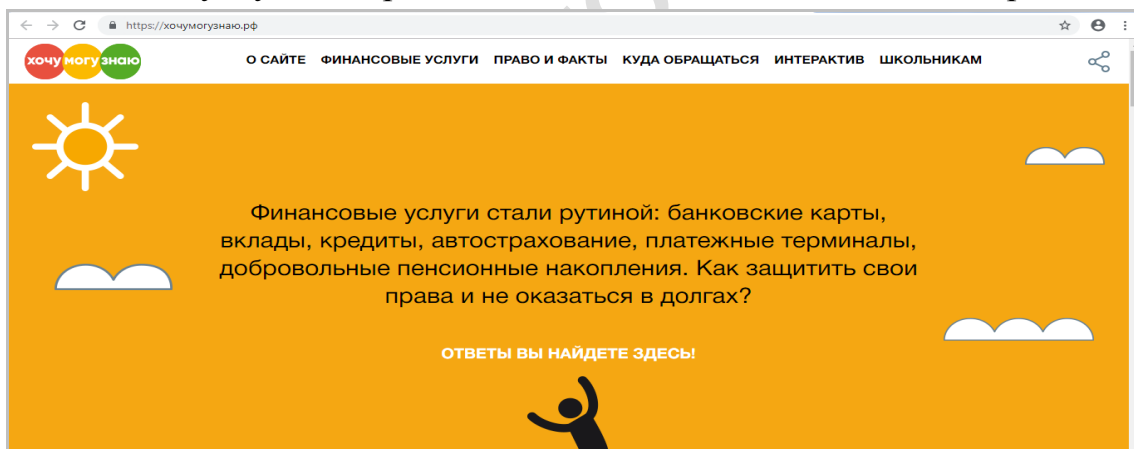 https://хочумогузнаю.рф
хочу могу знаю
О САЙТЕ ФИНАНСОВЫЕ УСЛУГИ ПРАВО И ФАКТЫ КУДА ОБРАЩАТЬСЯ ИНТЕРАКТИВ ШКОЛЬНИКАМ
Финансовые услуги стали рутиной: банковские карты,
вклады, кредиты, автострахование, платежные терминалы,
добровольные пенсионные накопления. Как защитить свои
права и не оказаться в долгах?
ОТВЕТЫ ВЫ НАЙДЕТЕ ЗДЕСЬ!